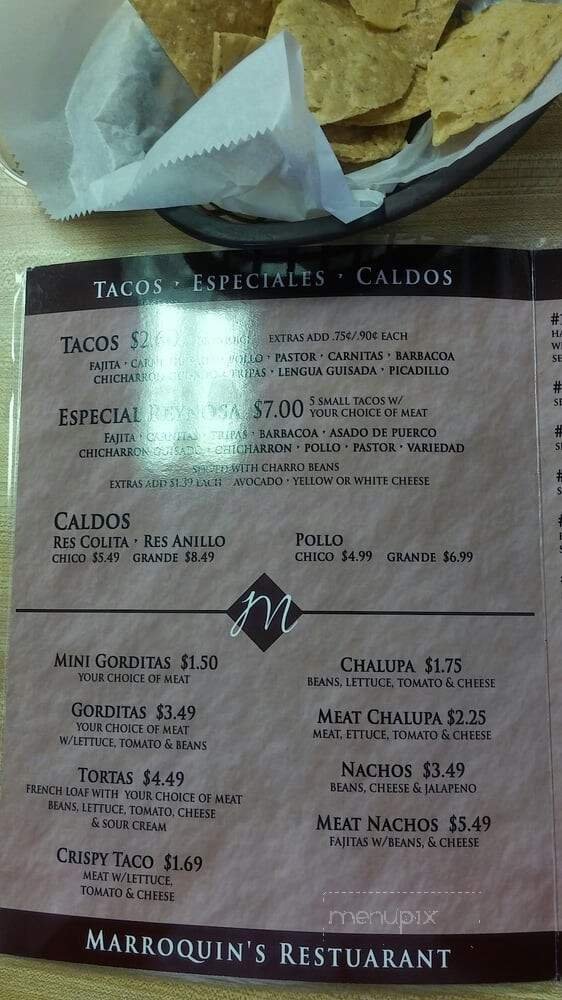 TACOS • ESPECIALES • CALDOS
TACOS EXTRAS ADD .75¢/.90¢ EACH
FAJITA • POLLO • PASTOR • CARNITAS • BARBACOA
TRIPAS • LENGUA GUISADA • PICADILLO
ESPECIAL REYNOSA $7.00 5 SMALL TACOS W/
YOUR CHOICE OF MEAT
FAJITA • CARNITAS • TRIPAS • BARBACOA • ASADO DE PUERCO
CHICHARRON GUISADO • CHICHARRON • POLLO • PASTOR • VARIEDAD
SERVED WITH CHARRO BEANS
EXTRAS ADD $1.39 EACH AVOCADO • YELLOW OR WHITE CHEESE
CALDOS
RES COLITA • RES ANILLO
CHICO $5.49 GRANDE $8.49
POLLO
CHICO $4.99 GRANDE $6.99
M
MINI GORDITAS $1.50
YOUR CHOICE OF MEAT
GORDITAS $3.49
YOUR CHOICE OF MEAT
W/LETTUCE, TOMATO & BEANS
TORTAS $4.49
FRENCH LOAF WITH YOUR CHOICE OF MEAT
BEANS, LETTUCE, TOMATO, CHEESE
& SOUR CREAM
CRISPY TACO $1.69
MEAT W/LETTUCE,
TOMATO & CHEESE
CHALUPA $1.75
BEANS, LETTUCE, TOMATO & CHEESE
MEAT CHALUPA $2.25
MEAT, ETTUCE, TOMATO & CHEESE
NACHOS $3.49
BEANS, CHEESE & JALAPENO
MEAT NACHOS $5.49
FAJITAS W/BEANS, & CHEESE
menupix
MARROQUIN'S RESTUARANT